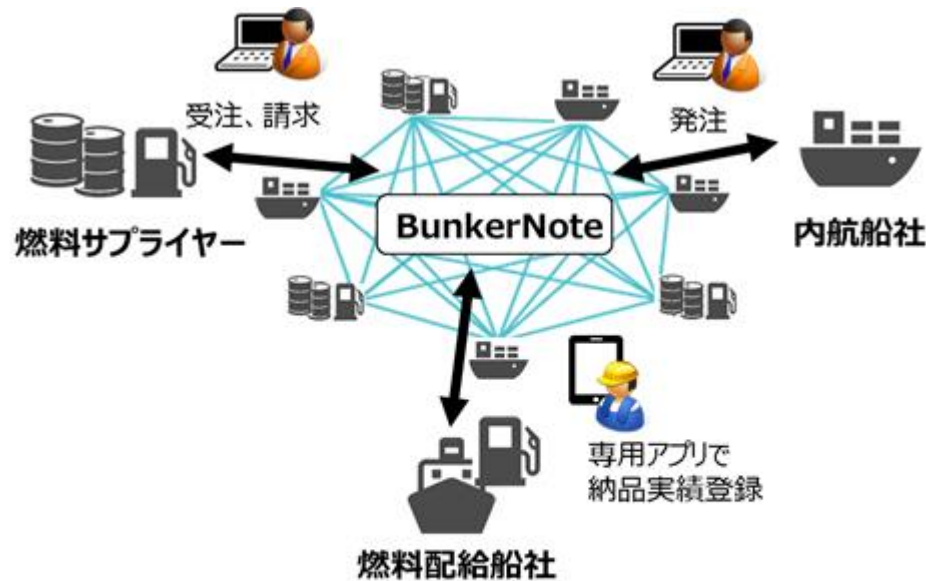 受注、請求
発注
BunkerNote
燃料サプライヤー
内航船社
専用アプリで
納品実績登録
燃料配給船社